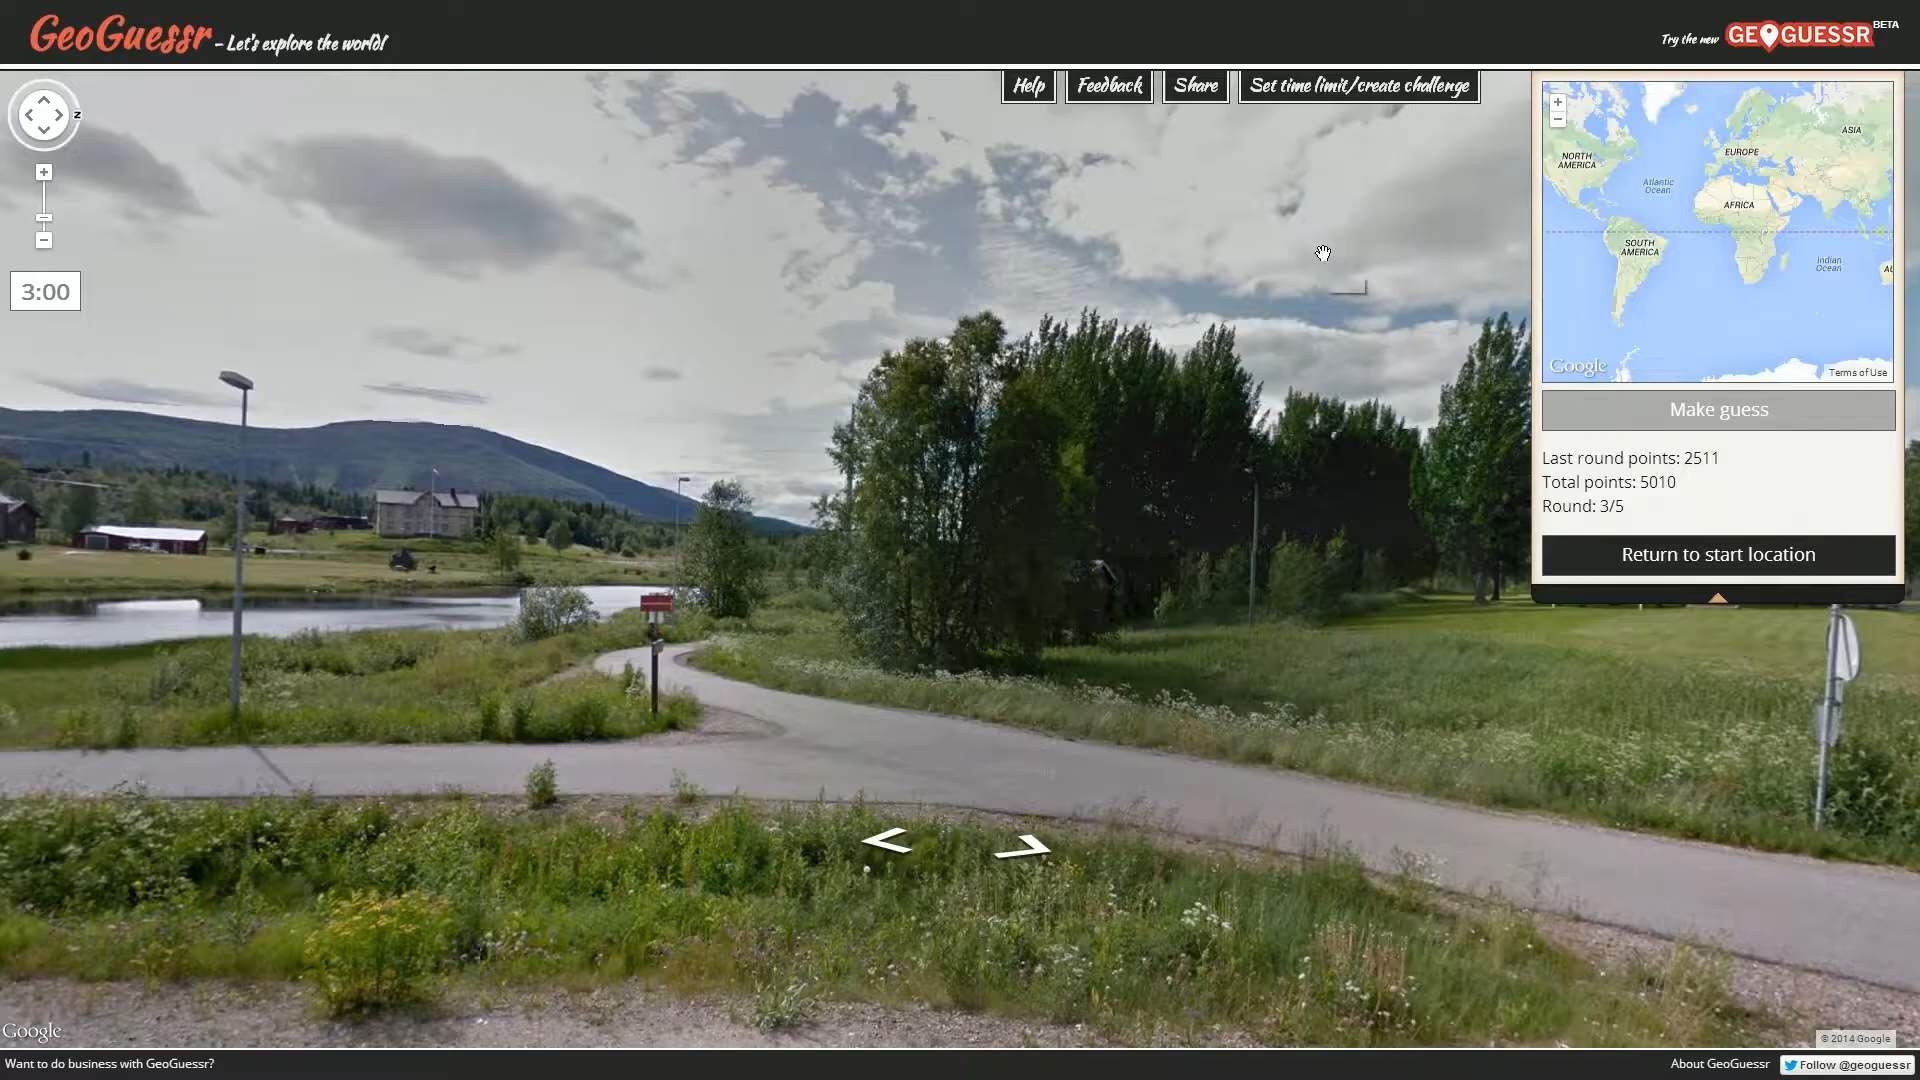 GeoGuessr - Let's explore the world!
Try the new GEOGUESSR BETA
Help Feedback Share Set time limit/create challenge
Z
3:00
NORTH AMERICA
Atlantic Ocean
EUROPE
ASIA
AFRICA
SOUTH AMERICA
Indian Ocean
AU
Google
Terms of Use
Make guess
Last round points: 2511
Total points: 5010
Round: 3/5
Return to start location
Google
© 2014 Google
Want to do business with GeoGuessr?
About GeoGuessr
Follow @geoguessr